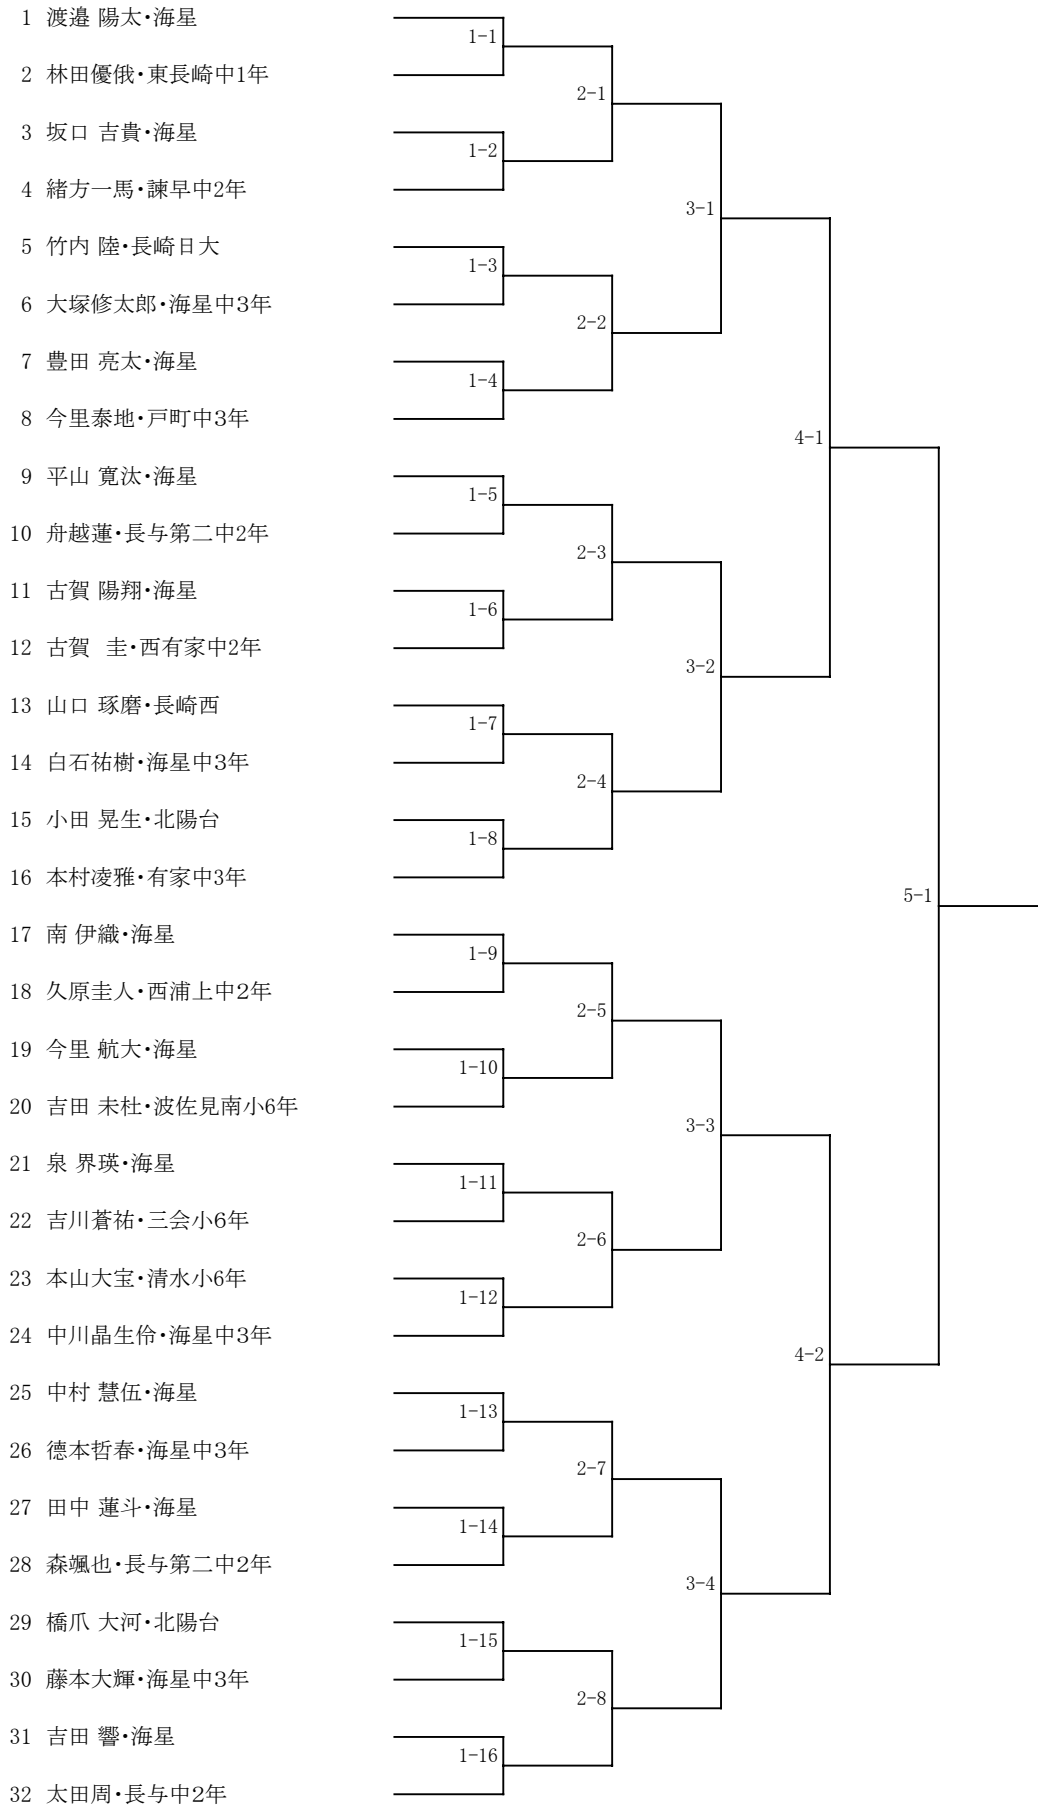 1 渡邉 陽太・海星
1-1
2 林田優俄・東長崎中1年
2-1
3 坂口 吉貴・海星
1-2
4 緒方一馬・諫早中2年
3-1
5 竹内 陸・長崎日大
1-3
6 大塚修太郎・海星中3年
2-2
7 豊田 亮太・海星
1-4
8 今里泰地・戸町中3年
4-1
9 平山 寛汰・海星
1-5
10 舟越蓮・長与第二中2年
2-3
11 古賀 陽翔・海星
1-6
12 古賀 圭・西有家中2年
3-2
13 山口 琢磨・長崎西
1-7
14 白石祐樹・海星中3年
2-4
15 小田 晃生・北陽台
1-8
16 本村凌雅・有家中3年
5-1
17 南 伊織・海星
1-9
18 久原圭人・西浦上中2年
2-5
19 今里 航大・海星
1-10
20 吉田 未杜・波佐見南小6年
3-3
21 泉 界瑛・海星
1-11
22 吉川蒼祐・三会小6年
2-6
23 本山大宝・清水小6年
1-12
24 中川晶生伶・海星中3年
4-2
25 中村 慧伍・海星
1-13
26 德本哲春・海星中3年
2-7
27 田中 蓮斗・海星
1-14
28 森颯也・長与第二中2年
3-4
29 橋爪 大河・北陽台
1-15
30 藤本大輝・海星中3年
2-8
31 吉田 響・海星
1-16
32 太田周・長与中2年